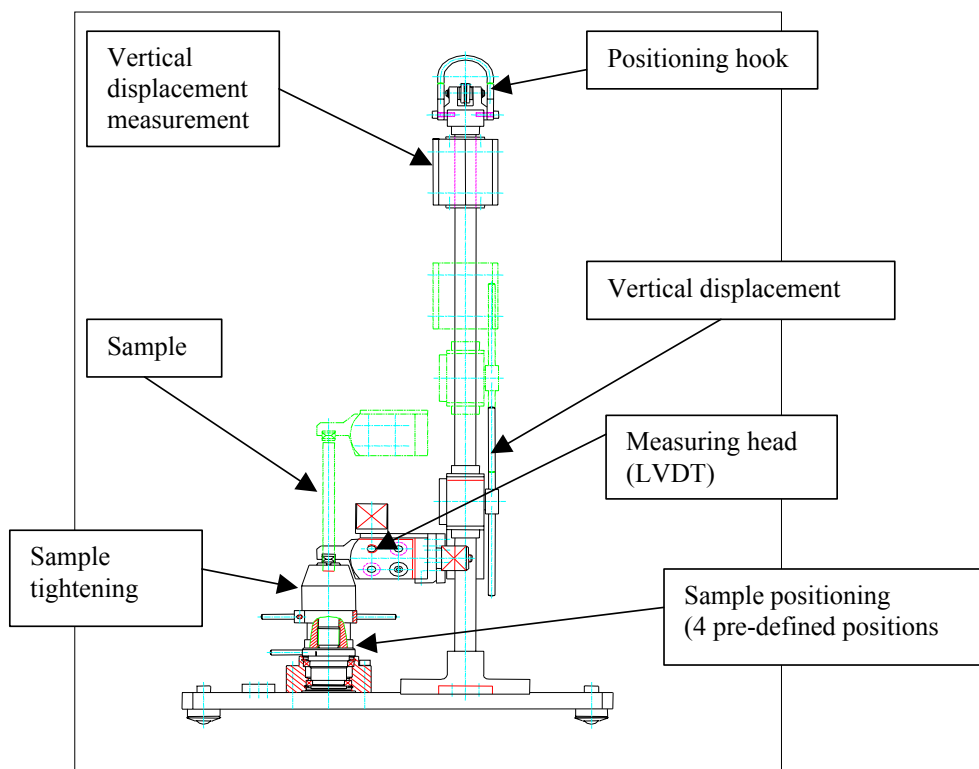 Vertical
displacement
measurement
Positioning hook
Vertical displacement
Sample
Measuring head
(LVDT)
Sample
tightening
Sample positioning
(4 pre-defined positions